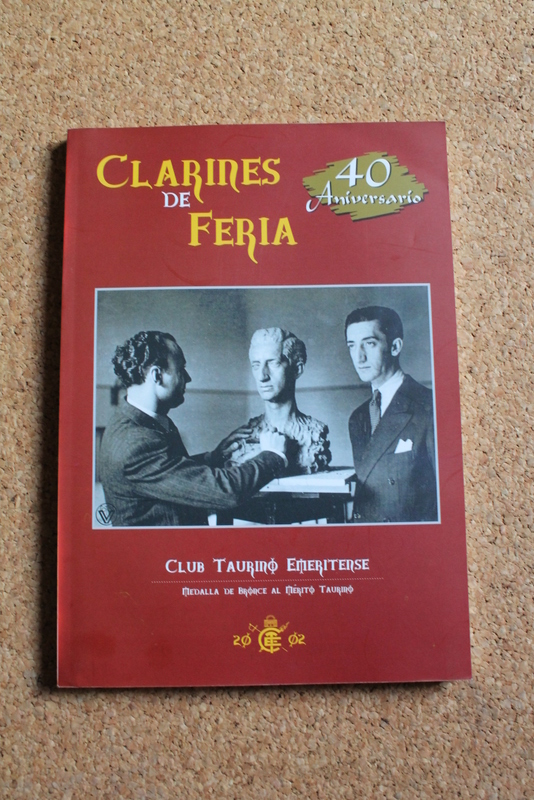 CLARINES
DE
FERIA
40
Aniversario
CLUB TAURINO EMERITENSE
MEDALLA DE BRONCE AL MÉRITO TAURINO
20 02